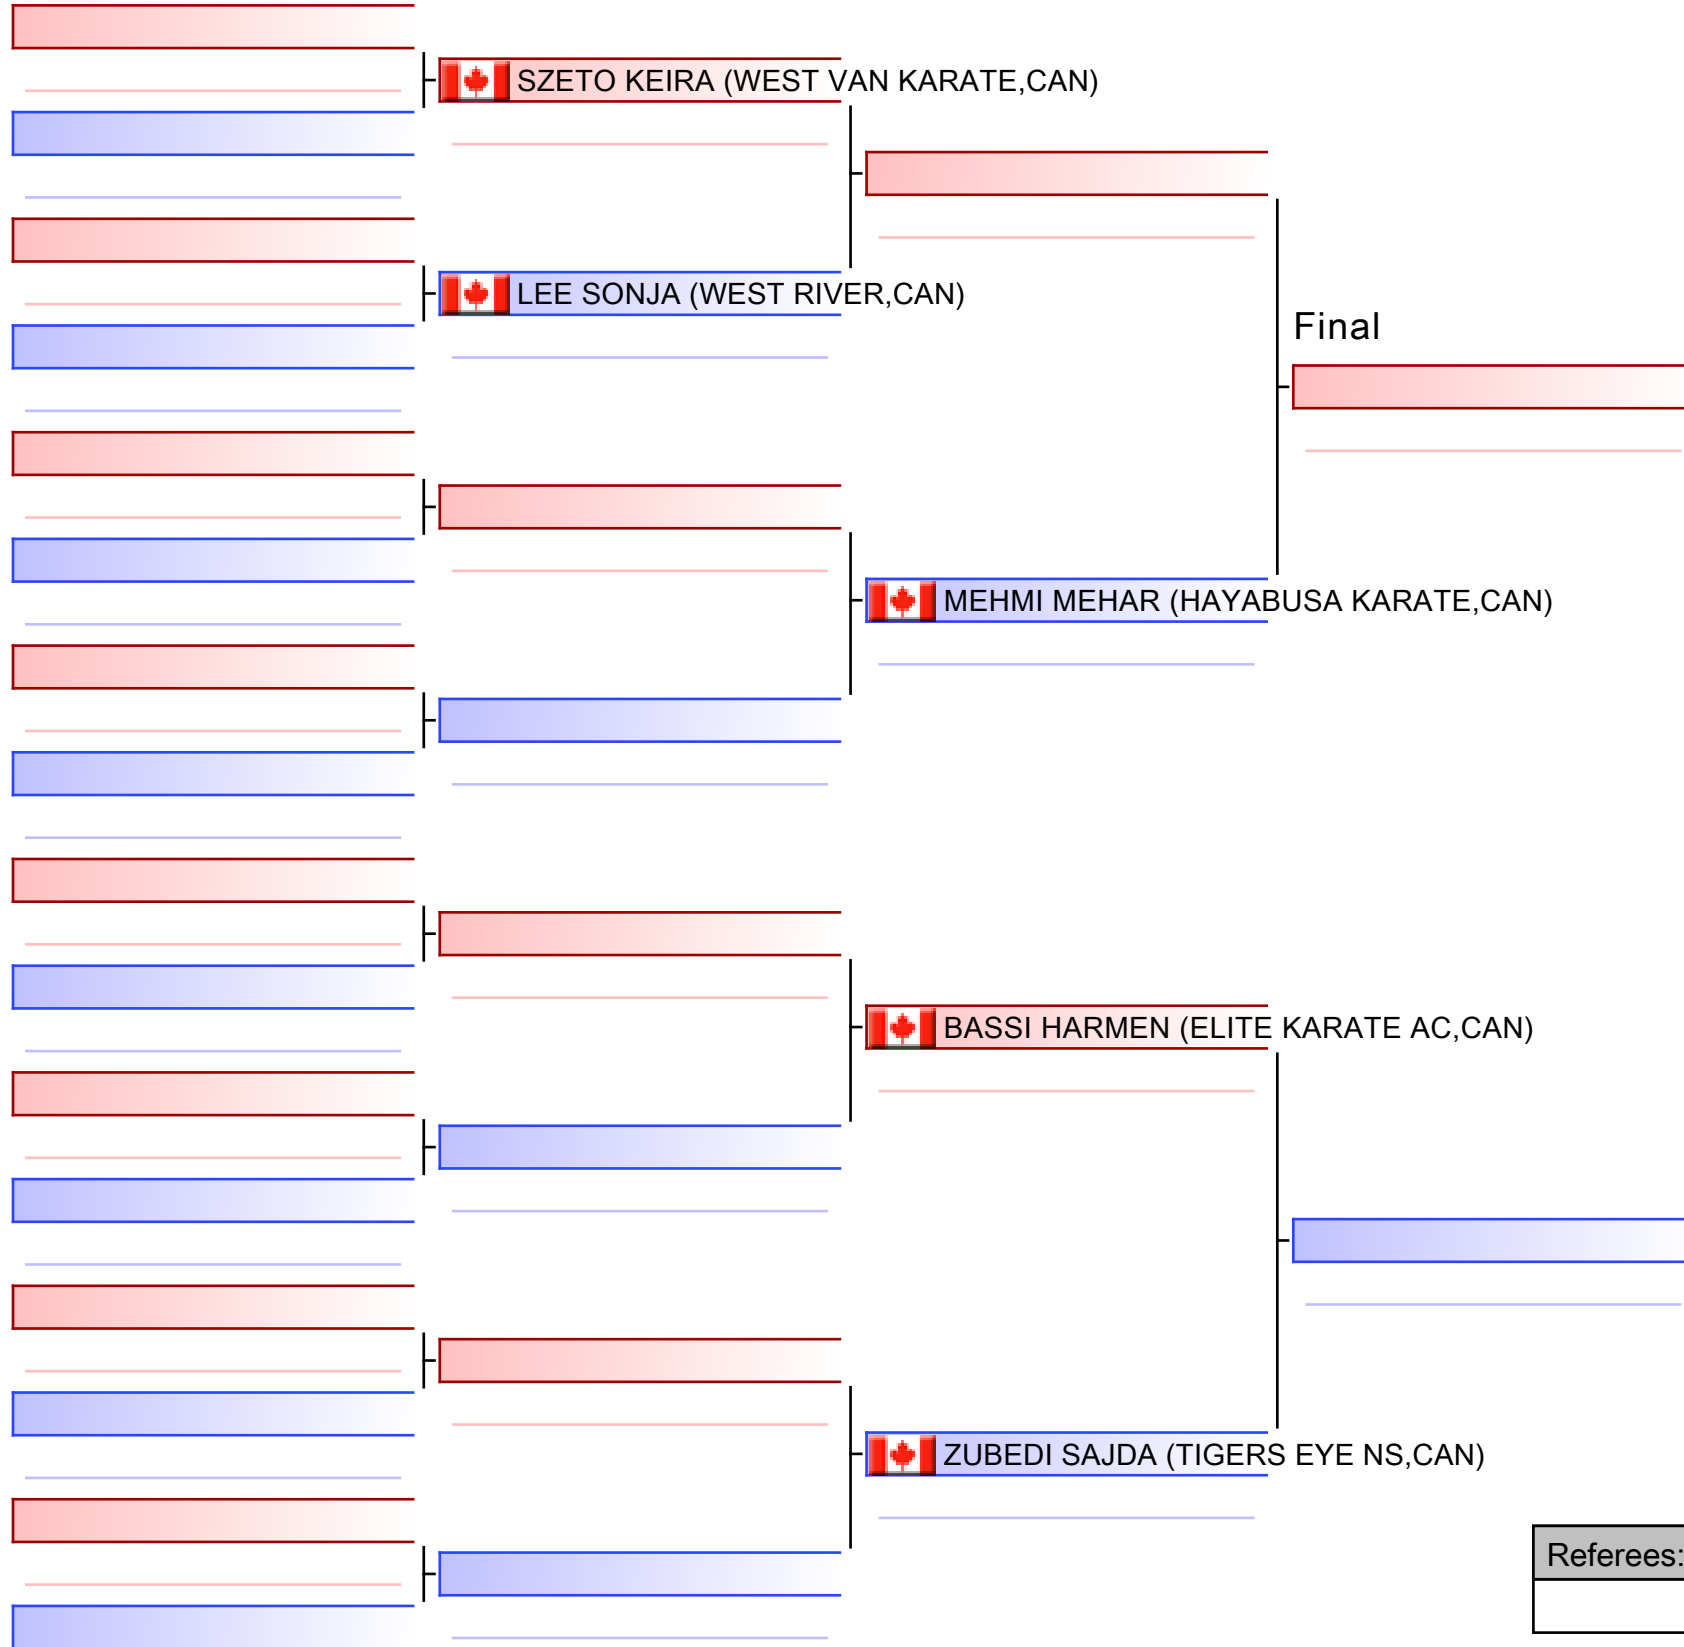 SZETO KEIRA (WEST VAN KARATE,CAN)
LEE SONJA (WEST RIVER,CAN)
Final
MEHMI MEHAR (HAYABUSA KARATE,CAN)
BASSI HARMEN (ELITE KARATE AC,CAN)
ZUBEDI SAJDA (TIGERS EYE NS,CAN)
Referees: